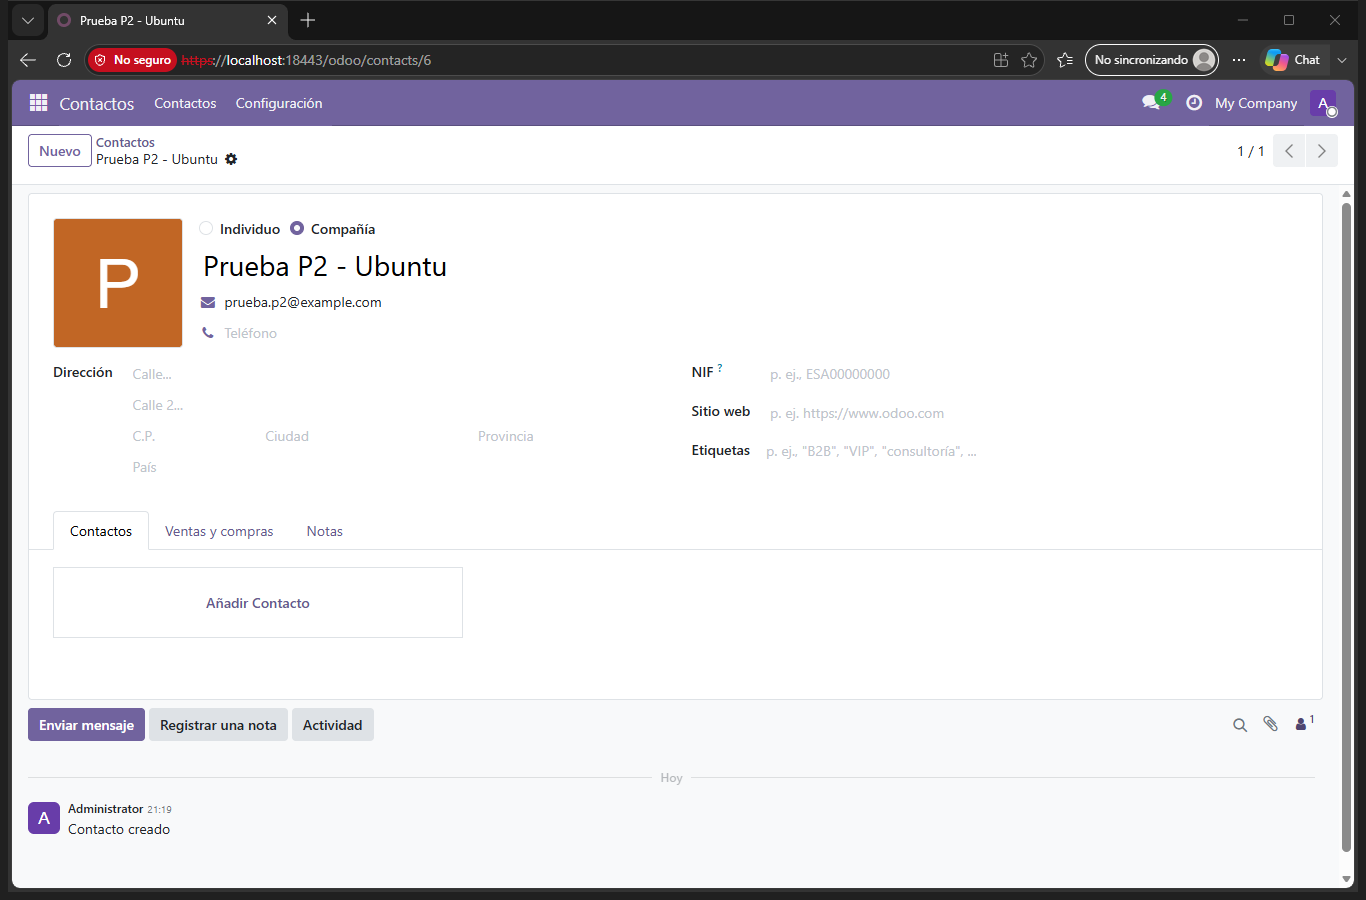 Prueba P2 - Ubuntu
No seguro https://localhost:18443/odoo/contacts/6 No sincronizando Chat
Contactos Contactos Configuración 4 My Company A
Nuevo Contactos
Prueba P2 - Ubuntu 1 / 1
P
Individuo Compañía
Prueba P2 - Ubuntu
prueba.p2@example.com
Teléfono
Dirección Calle... NIF ? p. ej., ESA00000000
Calle 2... Sitio web p. ej. https://www.odoo.com
C.P. Ciudad Provincia Etiquetas p. ej., "B2B", "VIP", "consultoría", ...
País
Contactos Ventas y compras Notas
Añadir Contacto
Enviar mensaje Registrar una nota Actividad 1
Hoy
A Administrator 21:19
Contacto creado